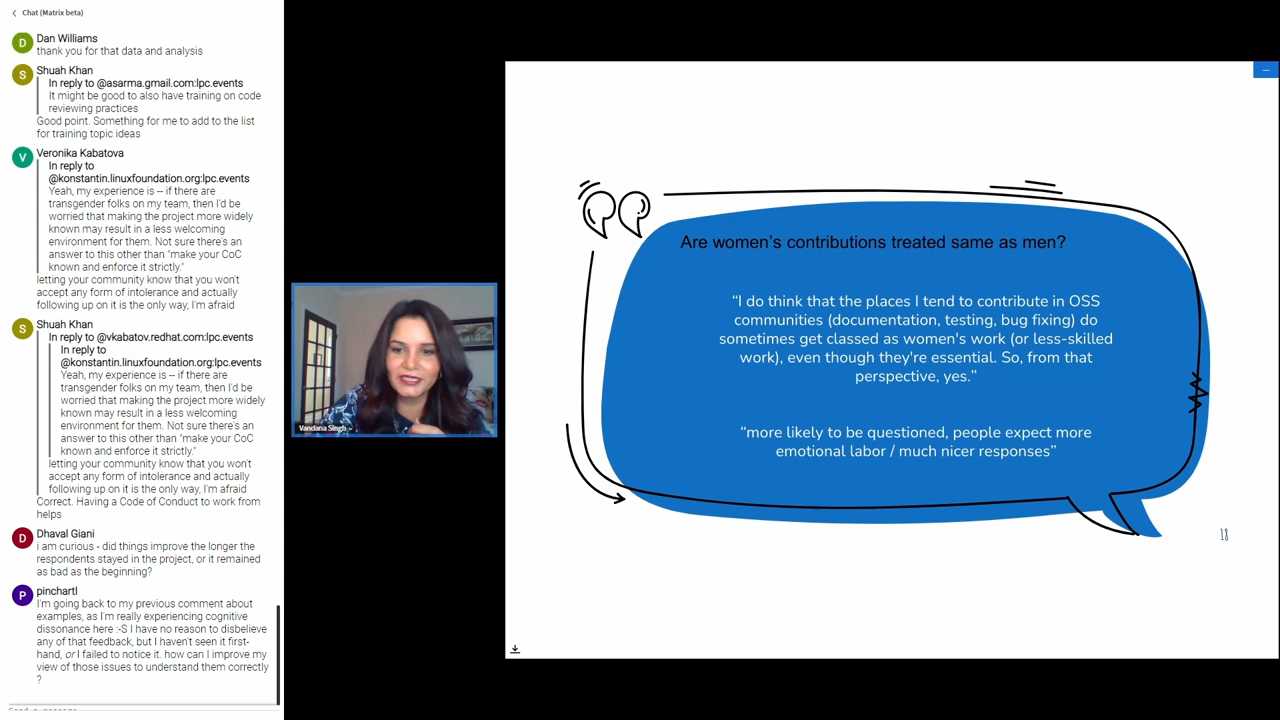 Chat (Matrix beta)
D
Dan Williams
thank you for that data and analysis
S
Shuah Khan
In reply to @asarma.gmail.com:lpc.events
It might be good to also have training on code
reviewing practices
Good point. Something for me to add to the list
for training topic ideas
V
Veronika Kabatova
In reply to
@konstantin.linuxfoundation.org:lpc.events
Yeah, my experience is -- if there are
transgender folks on my team, then I'd be
worried that making the project more widely
known may result in a less welcoming
environment for them. Not sure there's an
answer to this other than "make your CoC
known and enforce it strictly."
letting your community know that you won't
accept any form of intolerance and actually
following up on it is the only way, I'm afraid
S
Shuah Khan
In reply to @vkabatov.redhat.com:lpc.events
In reply to
@konstantin.linuxfoundation.org:lpc.events
Yeah, my experience is -- if there are
transgender folks on my team, then I'd be
worried that making the project more widely
known may result in a less welcoming
environment for them. Not sure there's an
answer to this other than "make your CoC
known and enforce it strictly."
letting your community know that you won't
accept any form of intolerance and actually
following up on it is the only way, I'm afraid
Correct. Having a Code of Conduct to work from
helps
D
Dhaval Giani
i am curious - did things improve the longer the
respondents stayed in the project, or it remained
as bad as the beginning?
P
pinchartl
I'm going back to my previous comment about
examples, as I'm really experiencing cognitive
dissonance here :-S I have no reason to disbelieve
any of that feedback, but I haven't seen it first-
hand, or I failed to notice it. how can I improve my
view of those issues to understand them correctly
?
Vandana Singh
Are women's contributions treated same as men?
“I do think that the places I tend to contribute in OSS
communities (documentation, testing, bug fixing) do
sometimes get classed as women's work (or less-skilled
work), even though they're essential. So, from that
perspective, yes.”
“more likely to be questioned, people expect more
emotional labor / much nicer responses”
18